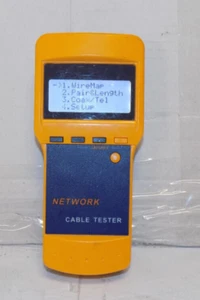 →1.WireMap
2.Pair&Length
3.Coax/Tel
4.Setup
NETWORK
CABLE TESTER